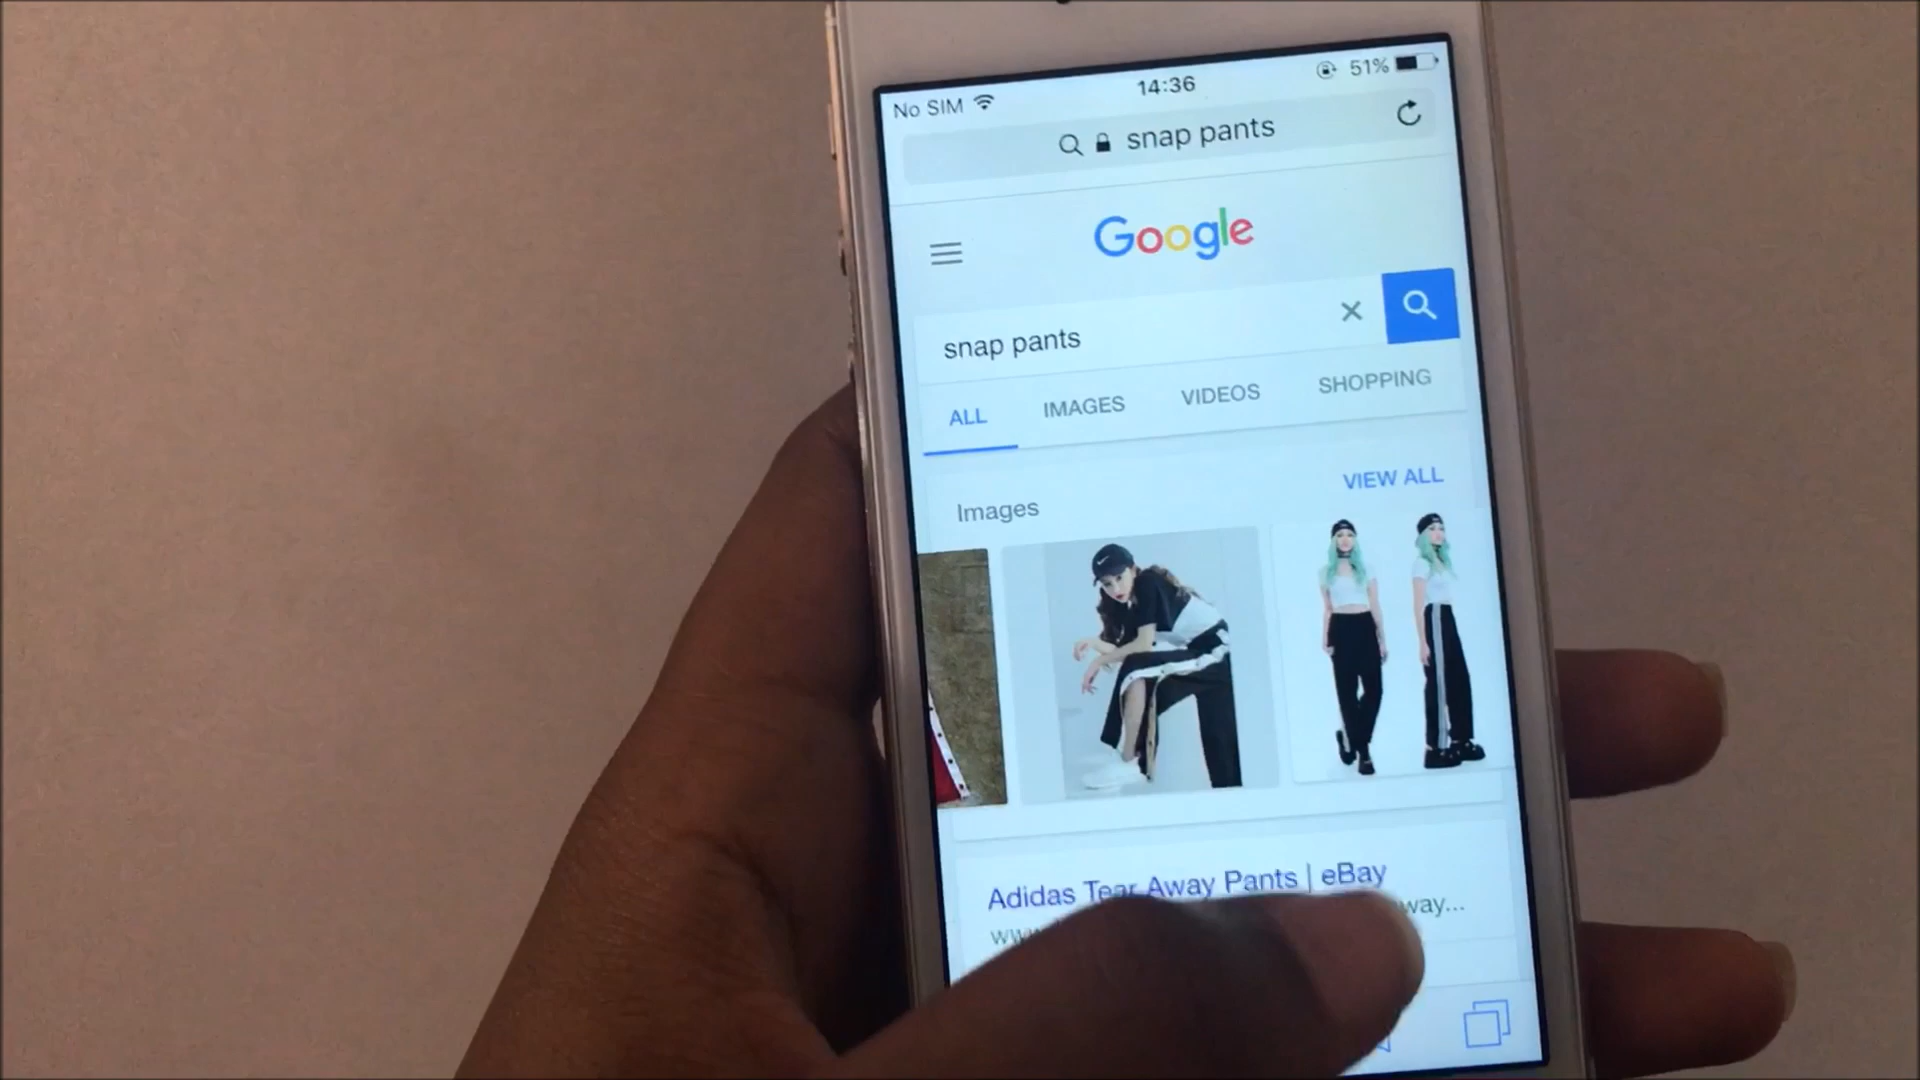 No SIM 14:36 51%
snap pants
Google
snap pants
ALL IMAGES VIDEOS SHOPPING
Images VIEW ALL
Adidas Tear Away Pants | eBay
way...